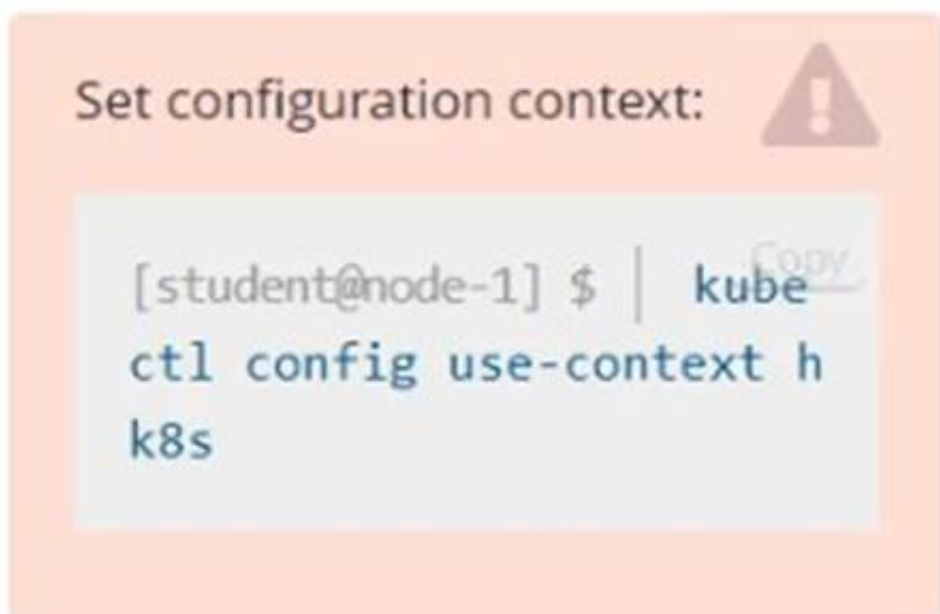 Set configuration context:
Copy
[student@node-1] $ | kube
ctl config use-context h
k8s